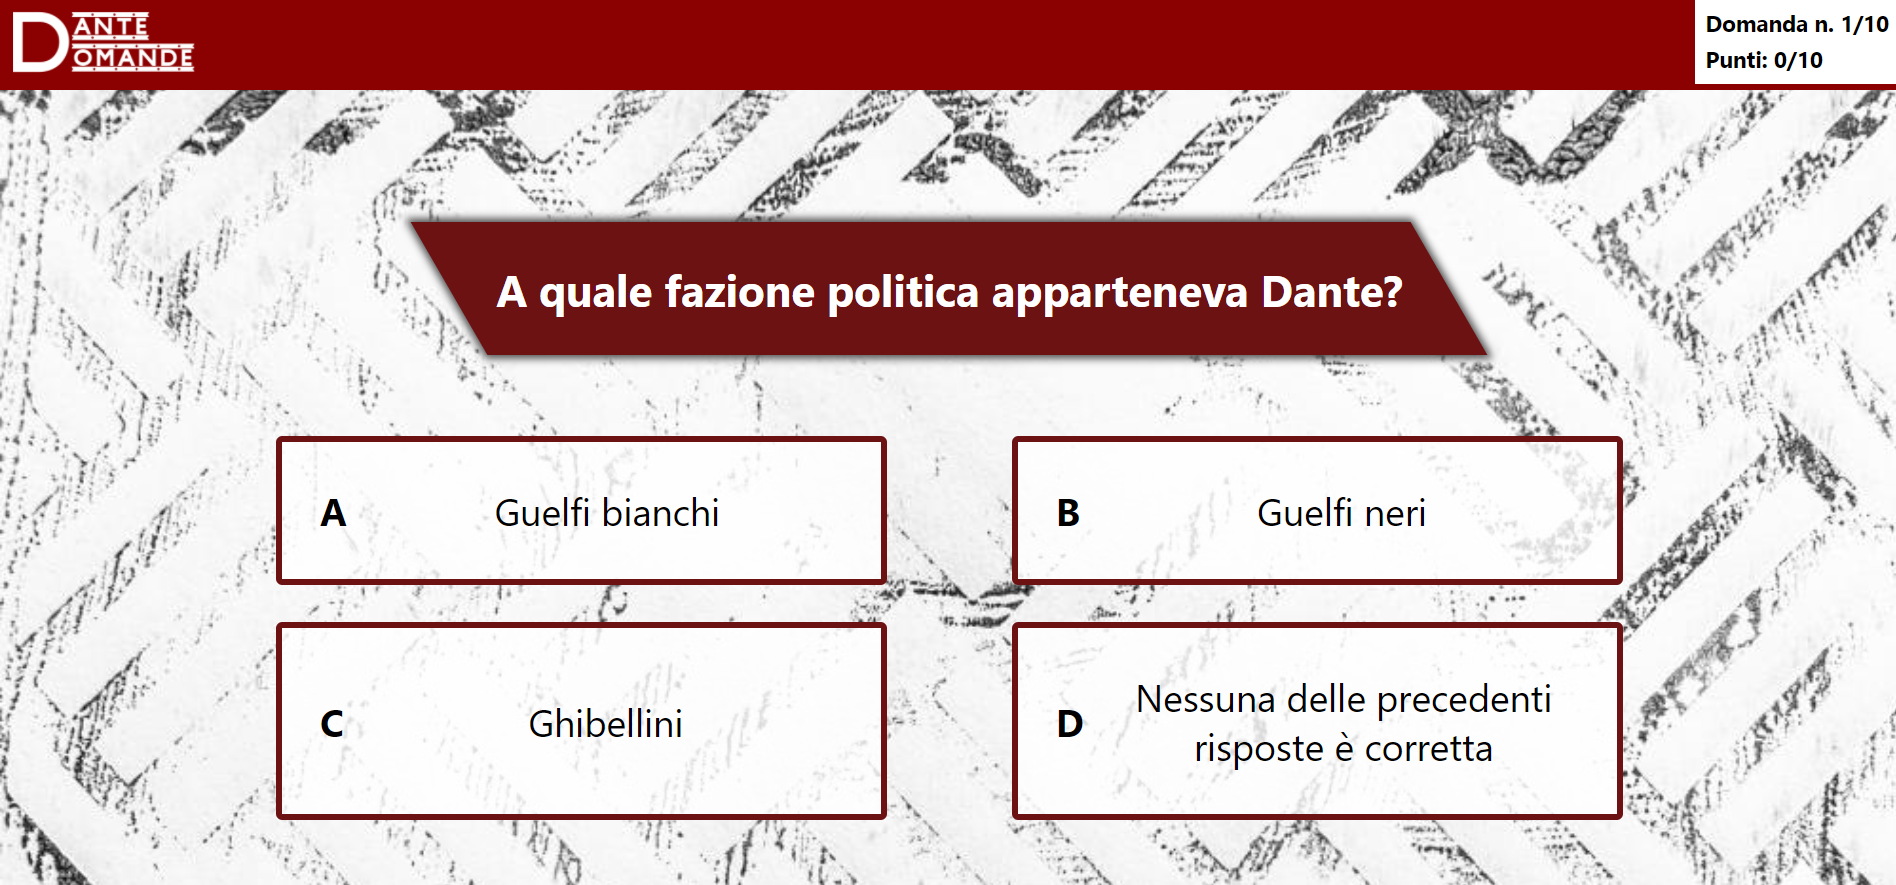 DANTE
DOMANDE
Domanda n. 1/10
Punti: 0/10
A quale fazione politica apparteneva Dante?
A Guelfi bianchi
B Guelfi neri
C Ghibellini
D Nessuna delle precedenti
risposte è corretta